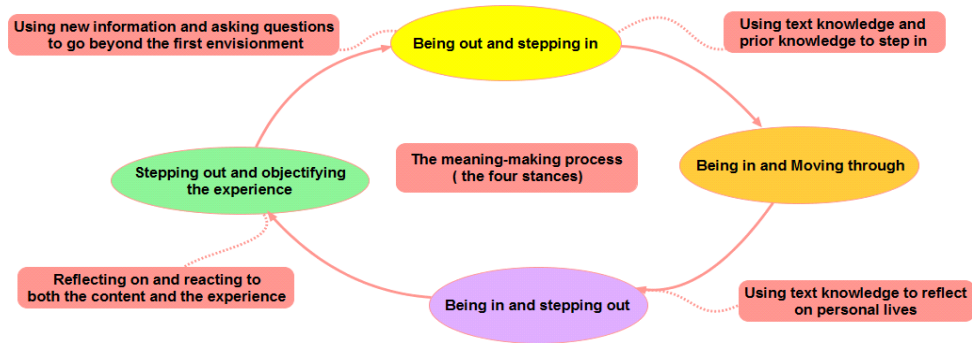 Using new information and asking questions
to go beyond the first envisionment
Being out and stepping in
Using text knowledge and
prior knowledge to step in
Stepping out and objectifying
the experience
The meaning-making process
( the four stances)
Being in and Moving through
Reflecting on and reacting to
both the content and the experience
Being in and stepping out
Using text knowledge to reflect
on personal lives